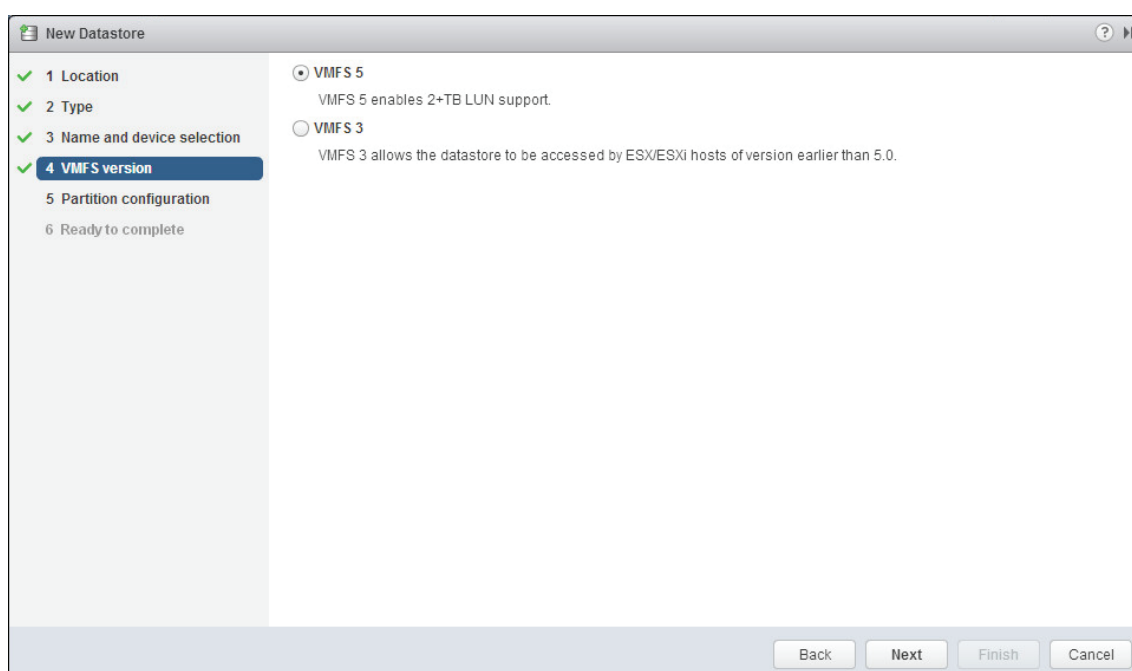 New Datastore
?
1 Location
2 Type
3 Name and device selection
4 VMFS version
5 Partition configuration
6 Ready to complete
VMFS 5
VMFS 5 enables 2+TB LUN support.
VMFS 3
VMFS 3 allows the datastore to be accessed by ESX/ESXi hosts of version earlier than 5.0.
Back Next Finish Cancel